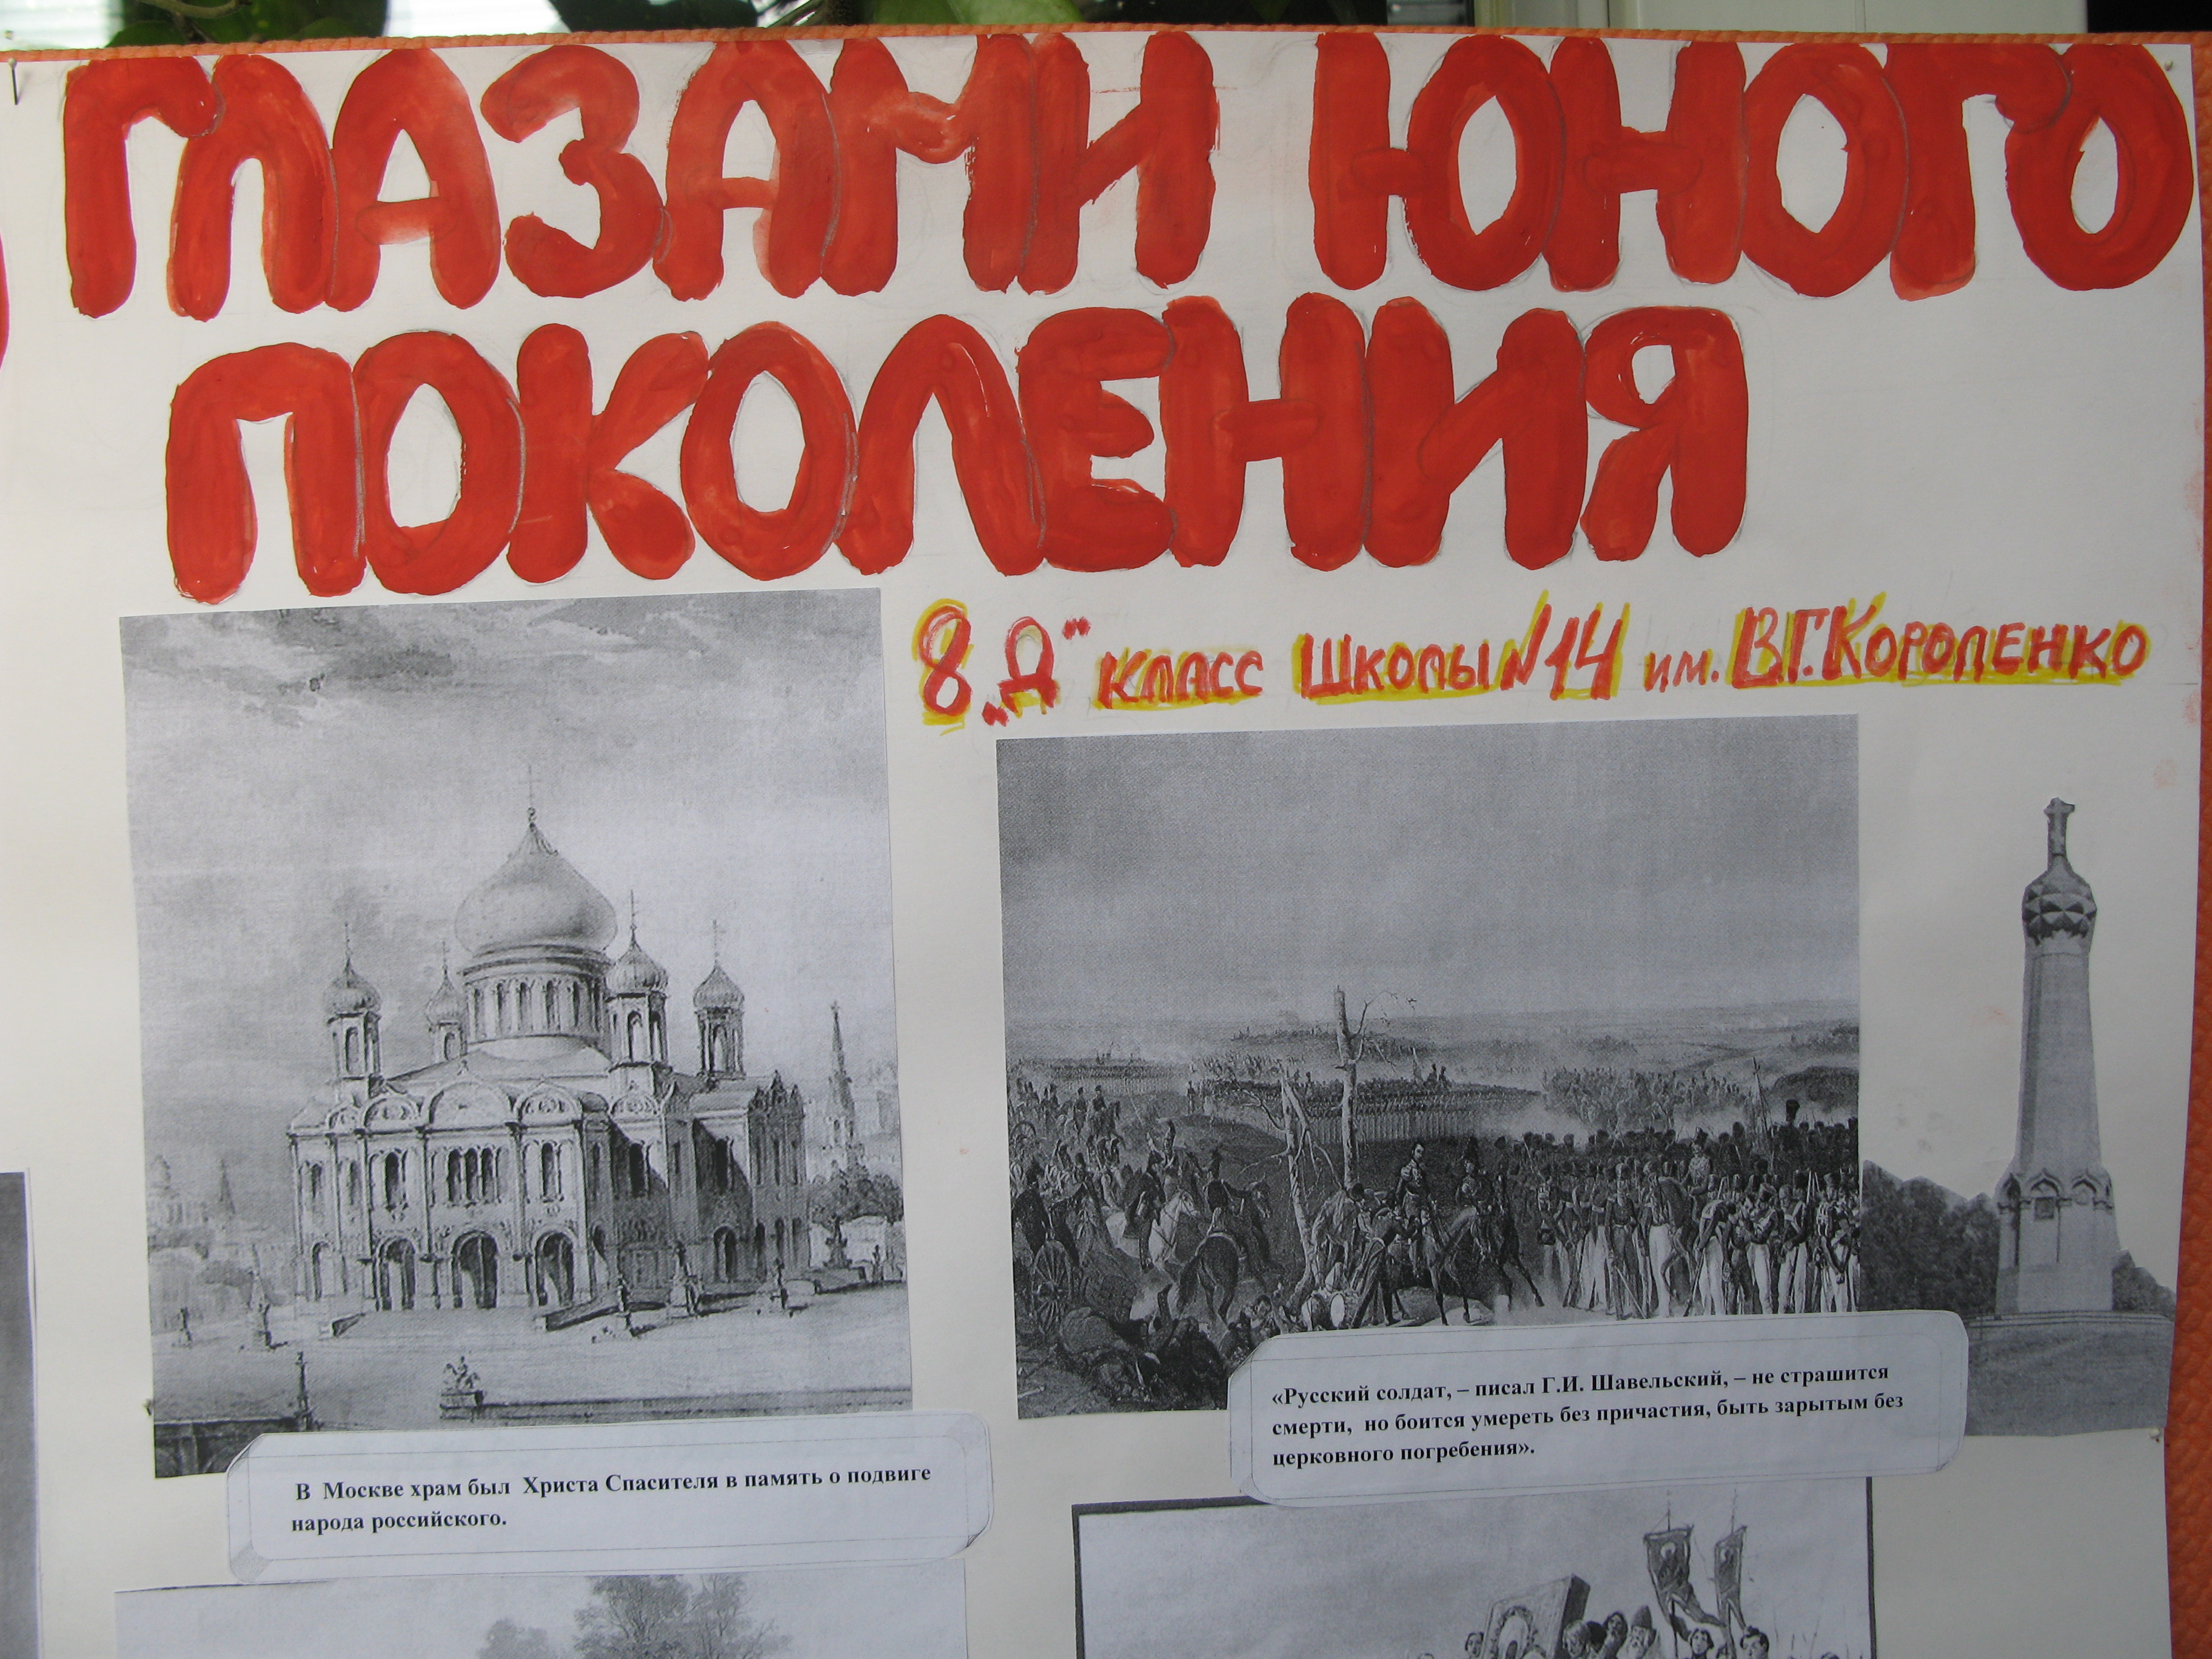 ГЛАЗАМИ ЮНОГО
ПОКОЛЕНИЯ
8 „Д" класс Школы N14 им. В.Г. Короленко
В Москве храм был Христа Спасителя в память о подвиге
народа российского.
«Русский солдат, – писал Г.И. Шавельский, – не страшится
смерти, но боится умереть без причастия, быть зарытым без
церковного погребения».